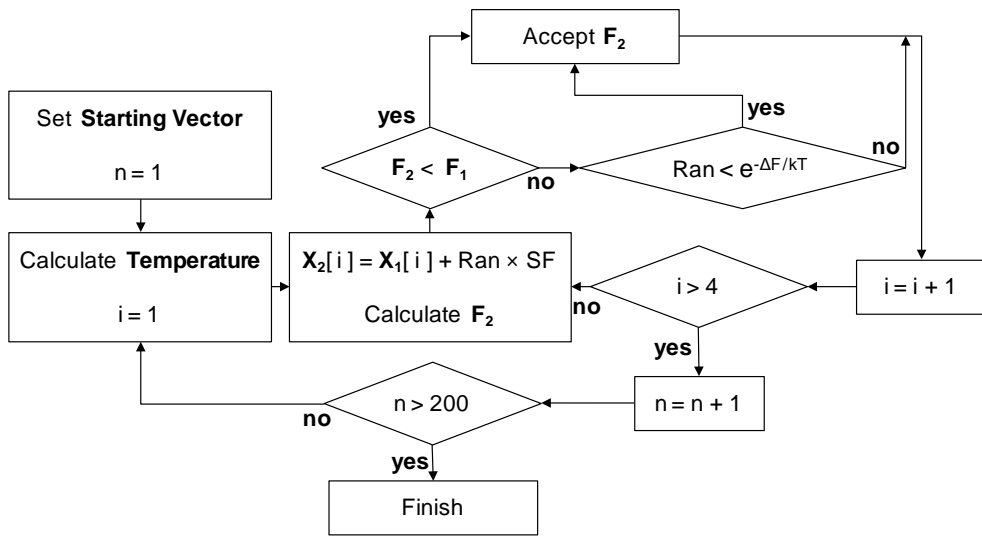 Set Starting Vector
n = 1
Calculate Temperature
i = 1
X₂[ i ] = X₁[ i ] + Ran × SF
Calculate F₂
F₂ < F₁
yes
no
Accept F₂
Ran < e^-ΔF/kT
yes
no
i = i + 1
i > 4
no
yes
n = n + 1
n > 200
no
yes
Finish